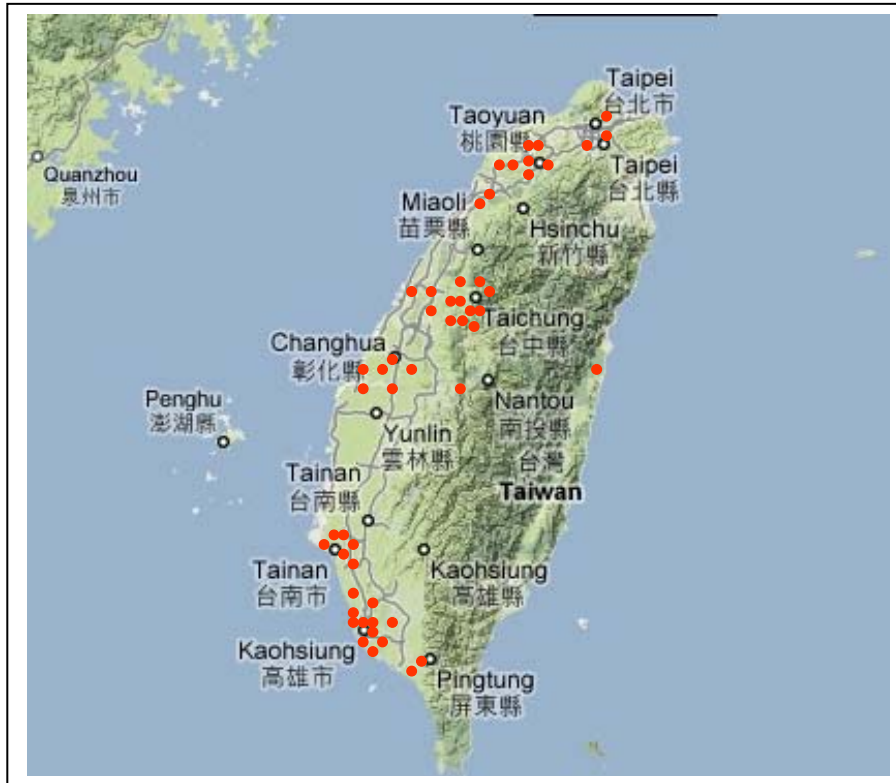 Taipei
台北市
Taoyuan
桃園縣
Quanzhou
泉州市
Taipei
台北縣
Miaoli
苗栗縣
Hsinchu
新竹縣
Taichung
台中縣
Changhua
彰化縣
Penghu
澎湖縣
Nantou
南投縣
Yunlin
雲林縣
台灣
Taiwan
Tainan
台南縣
Tainan
台南市
Kaohsiung
高雄縣
Kaohsiung
高雄市
Pingtung
屏東縣